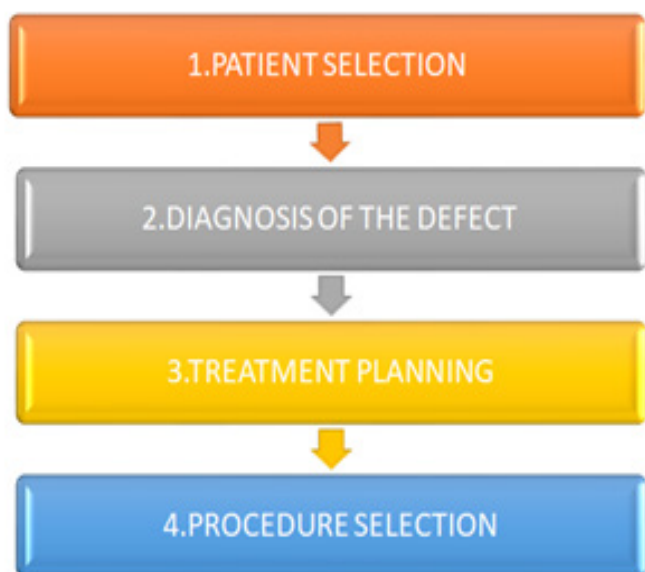 1.PATIENT SELECTION
2.DIAGNOSIS OF THE DEFECT
3.TREATMENT PLANNING
4.PROCEDURE SELECTION